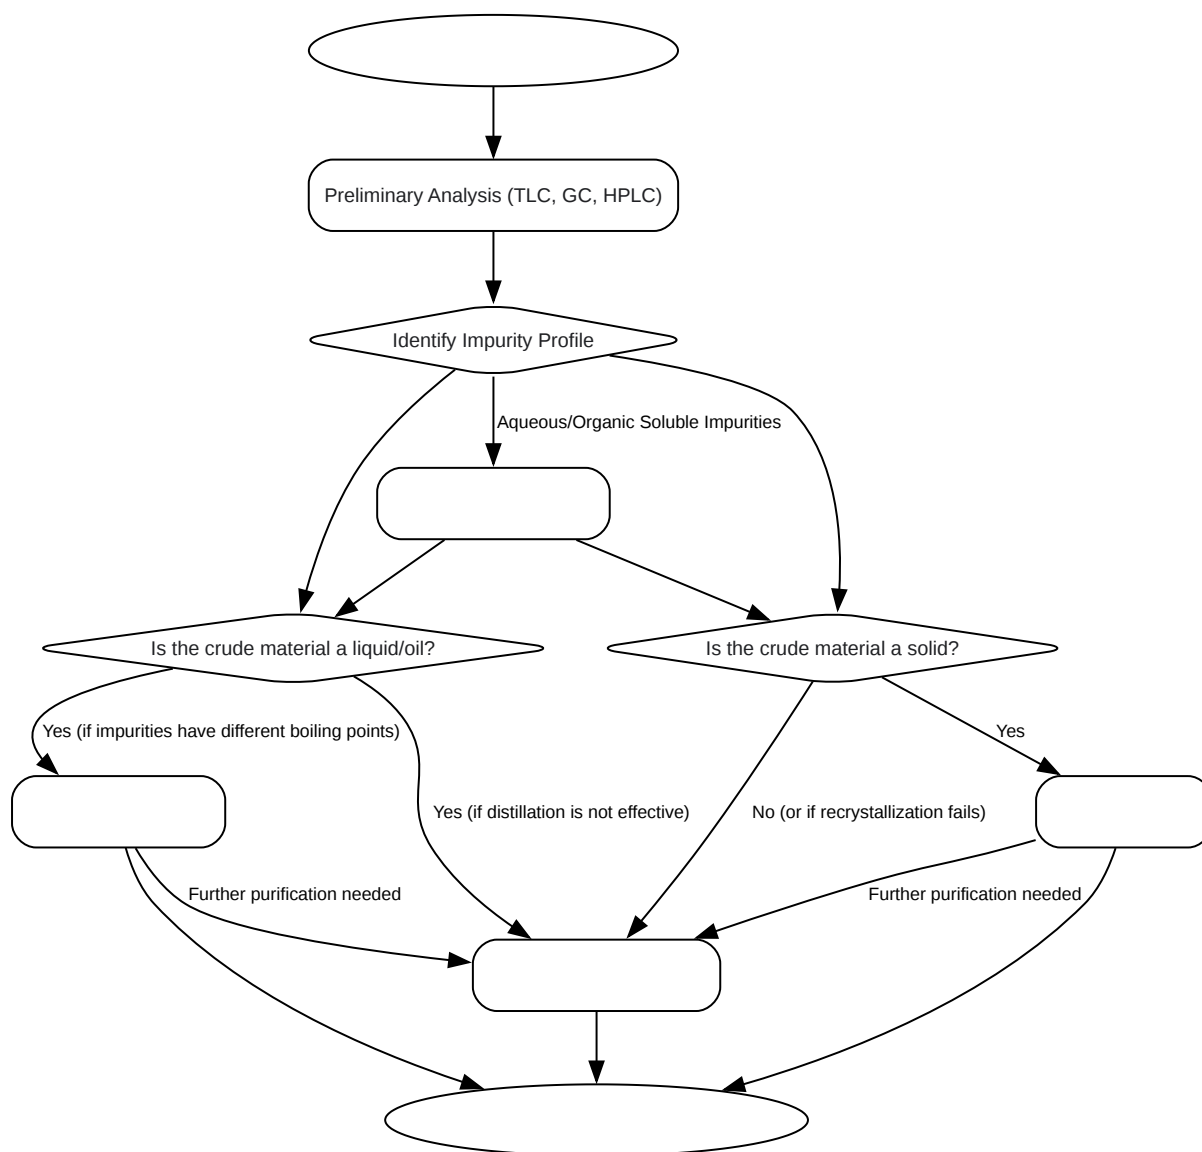 Preliminary Analysis (TLC, GC, HPLC)
Identify Impurity Profile
Aqueous/Organic Soluble Impurities
Is the crude material a liquid/oil?
Is the crude material a solid?
Yes (if impurities have different boiling points)
Yes
Yes (if distillation is not effective)
No (or if recrystallization fails)
Further purification needed
Further purification needed